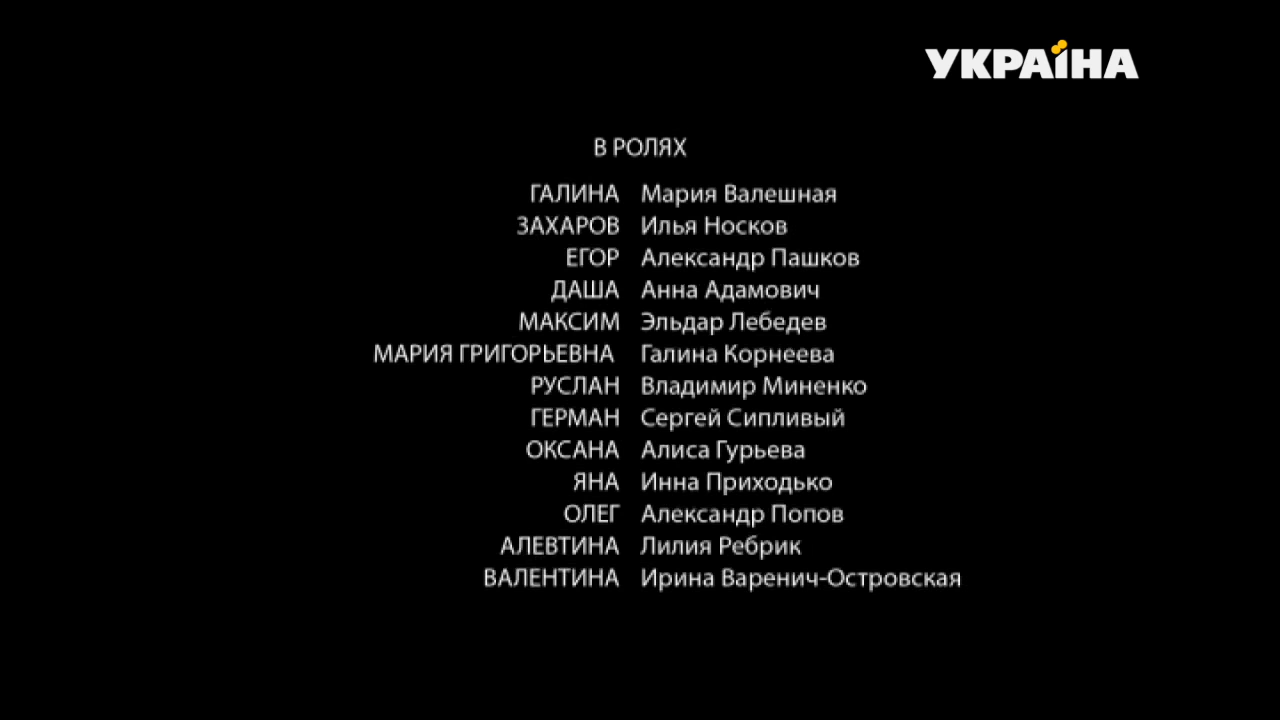 УКРАЇНА
В РОЛЯХ
ГАЛИНА Мария Валешная
ЗАХАРОВ Илья Носков
ЕГОР Александр Пашков
ДАША Анна Адамович
МАКСИМ Эльдар Лебедев
МАРИЯ ГРИГОРЬЕВНА Галина Корнеева
РУСЛАН Владимир Миненко
ГЕРМАН Сергей Сипливый
ОКСАНА Алиса Гурьева
ЯНА Инна Приходько
ОЛЕГ Александр Попов
АЛЕВТИНА Лилия Ребрик
ВАЛЕНТИНА Ирина Варенич-Островская